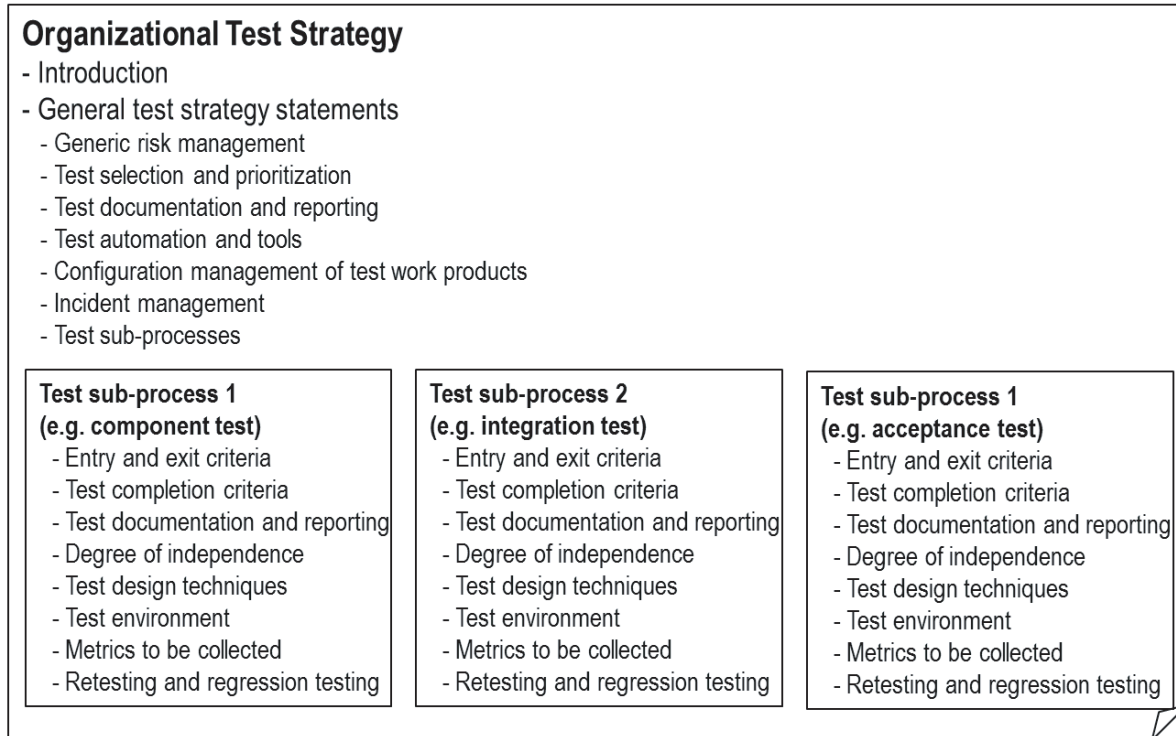 Organizational Test Strategy
- Introduction
- General test strategy statements
- Generic risk management
- Test selection and prioritization
- Test documentation and reporting
- Test automation and tools
- Configuration management of test work products
- Incident management
- Test sub-processes
Test sub-process 1
(e.g. component test)
- Entry and exit criteria
- Test completion criteria
- Test documentation and reporting
- Degree of independence
- Test design techniques
- Test environment
- Metrics to be collected
- Retesting and regression testing
Test sub-process 2
(e.g. integration test)
- Entry and exit criteria
- Test completion criteria
- Test documentation and reporting
- Degree of independence
- Test design techniques
- Test environment
- Metrics to be collected
- Retesting and regression testing
Test sub-process 1
(e.g. acceptance test)
- Entry and exit criteria
- Test completion criteria
- Test documentation and reporting
- Degree of independence
- Test design techniques
- Test environment
- Metrics to be collected
- Retesting and regression testing